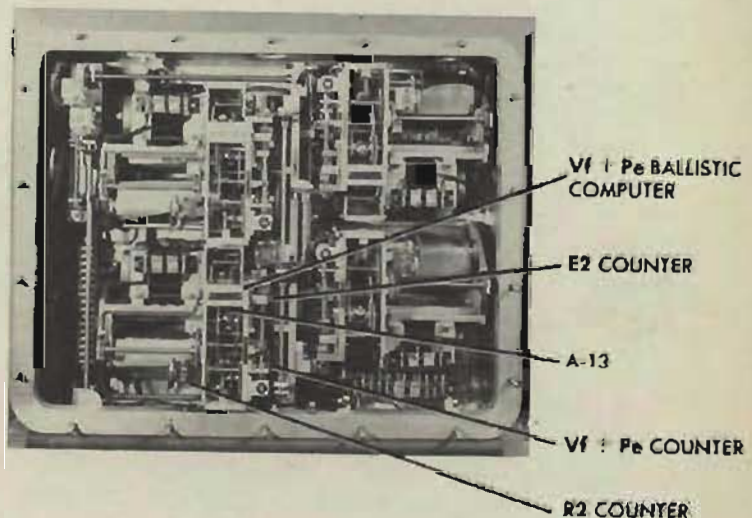 Vf + Pe BALLISTIC
COMPUTER
E2 COUNTER
A-13
Vf + Pe COUNTER
R2 COUNTER